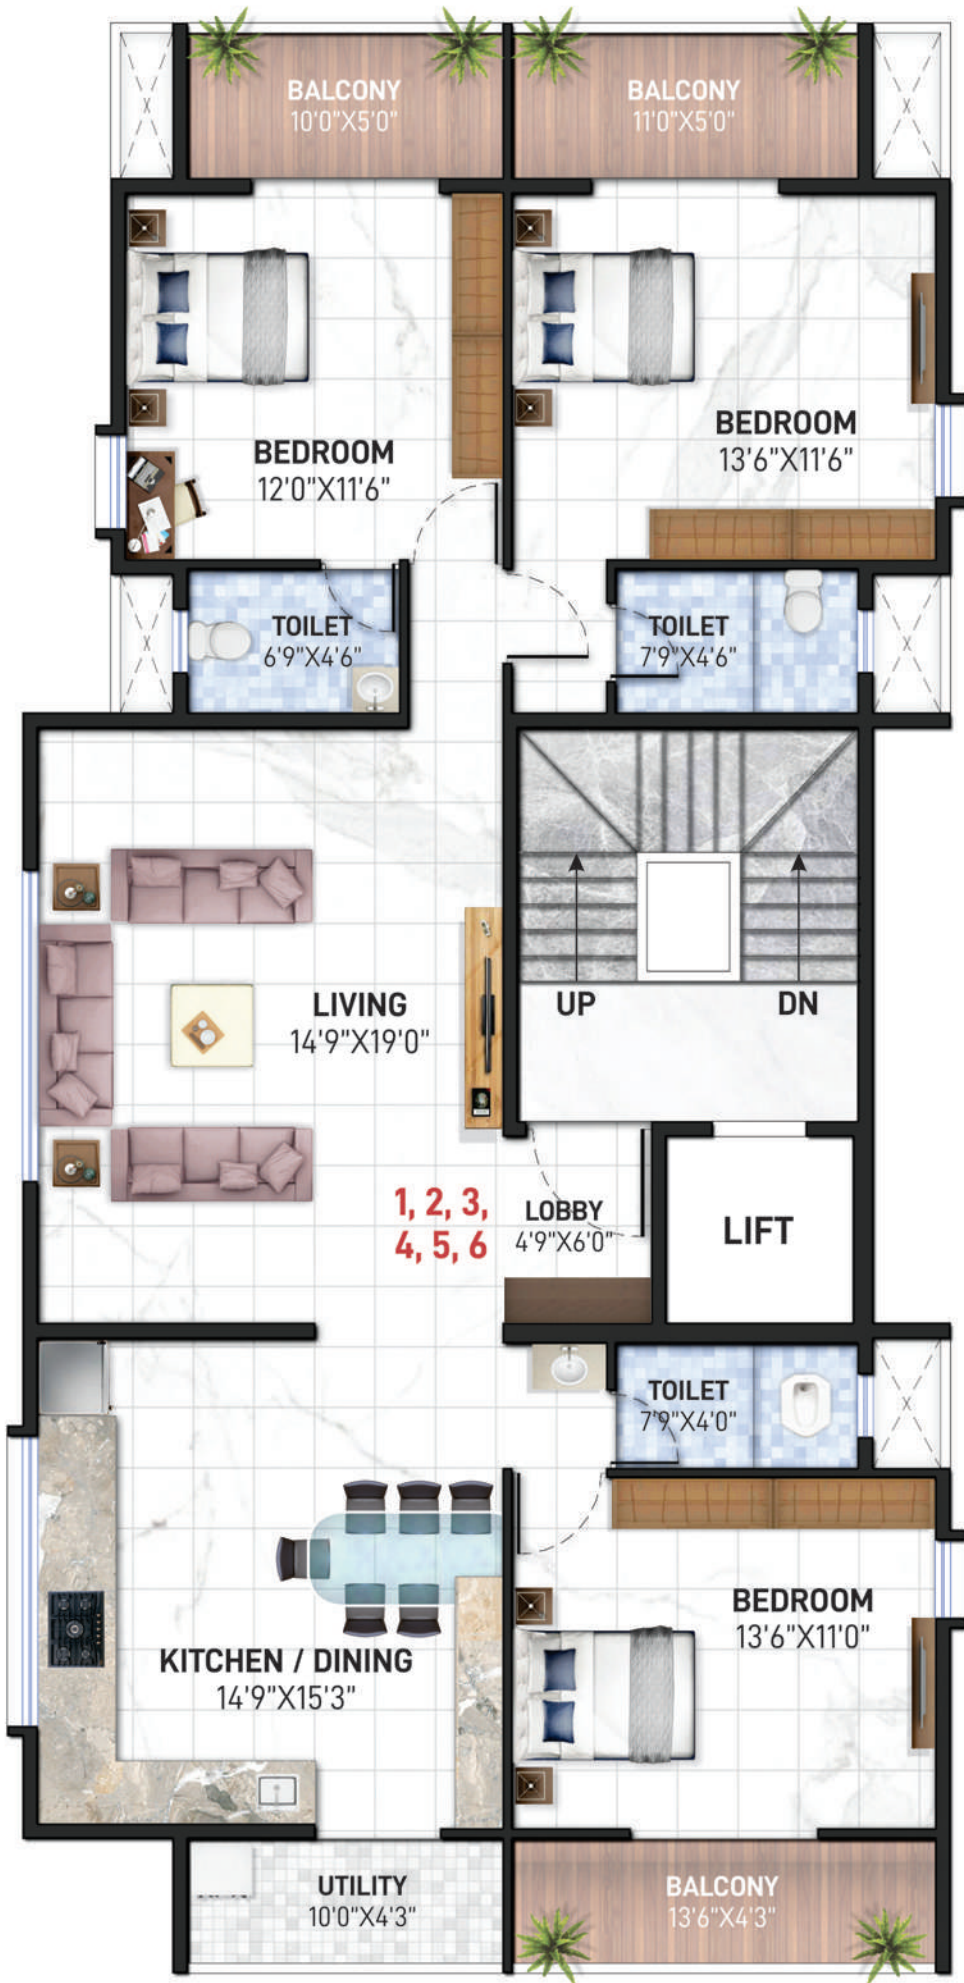 BALCONY
10'0"X5'0"
BALCONY
11'0"X5'0"
BEDROOM
12'0"X11'6"
BEDROOM
13'6"X11'6"
TOILET
6'9"X4'6"
TOILET
7'9"X4'6"
LIVING
14'9"X19'0"
UP
DN
1, 2, 3,
4, 5, 6
LOBBY
4'9"X6'0"
LIFT
TOILET
7'9"X4'0"
KITCHEN / DINING
14'9"X15'3"
BEDROOM
13'6"X11'0"
UTILITY
10'0"X4'3"
BALCONY
13'6"X4'3"